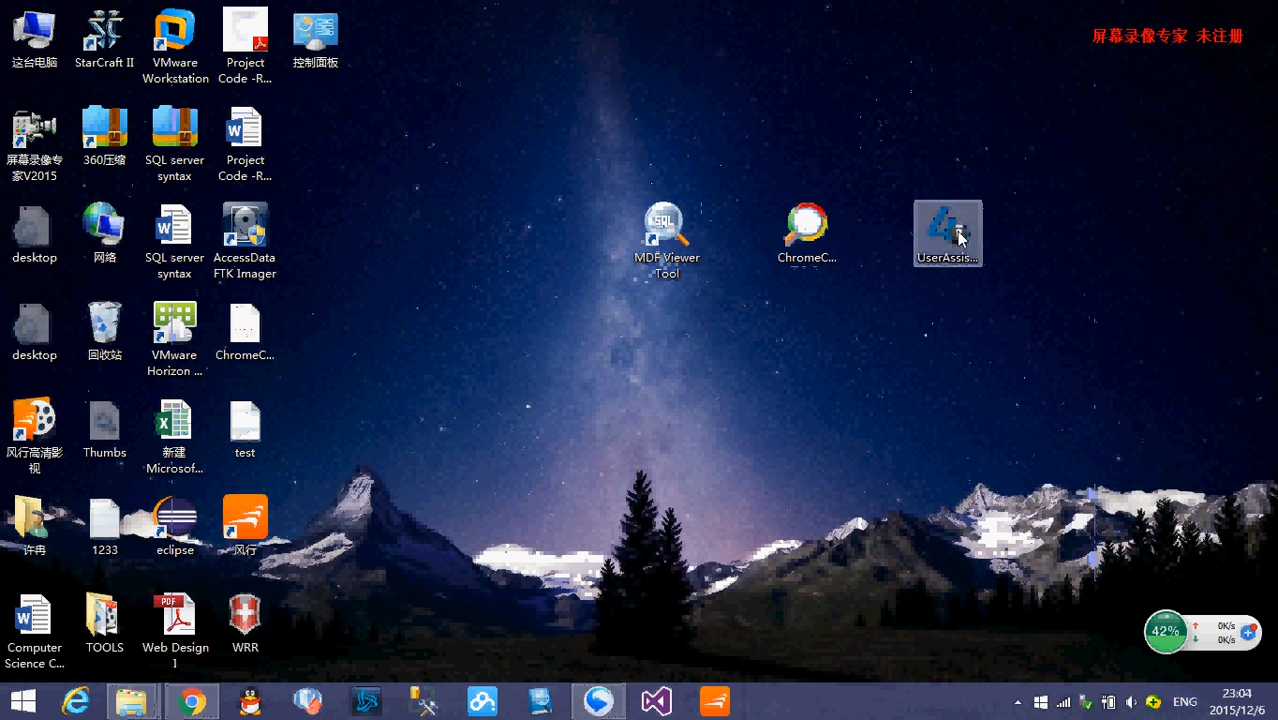 屏幕录像专家 未注册
这台电脑
StarCraft II
VMware
Workstation
Project
Code -R...
控制面板
屏幕录像专
家V2015
360压缩
SQL server
syntax
Project
Code -R...
desktop
网络
SQL server
syntax
AccessData
FTK Imager
MDF Viewer
Tool
ChromeC...
UserAssis...
desktop
回收站
VMware
Horizon ...
ChromeC...
风行高清影
视
Thumbs
新建
Microsof...
test
许冉
1233
eclipse
风行
Computer
Science C...
TOOLS
Web Design
I
WRR
PDF
SQL
42%
0K/s
0K/s
ENG
23:04
2015/12/6